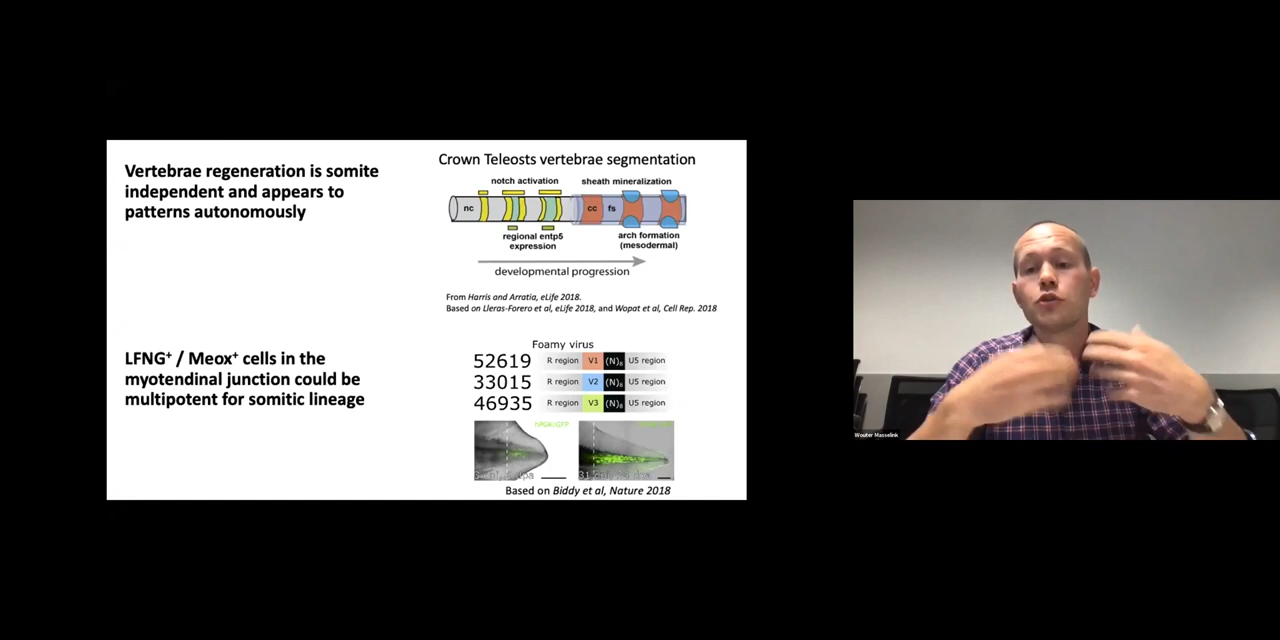 Vertebrae regeneration is somite
independent and appears to
patterns autonomously
Crown Teleosts vertebrae segmentation
notch activation
sheath mineralization
nc
cc
fs
regional entp5
expression
arch formation
(mesodermal)
developmental progression
From Harris and Arratia, eLife 2018.
Based on Lleras-Forero et al, eLife 2018, and Wopat et al, Cell Rep. 2018
LFNG⁺ / Meox⁺ cells in the
myotendinal junction could be
multipotent for somitic lineage
Foamy virus
52619 R region V1 (N)₈ U5 region
33015 R region V2 (N)₈ U5 region
46935 R region V3 (N)₈ U5 region
hPGK:GFP
Based on Biddy et al, Nature 2018
Wouter Masselink